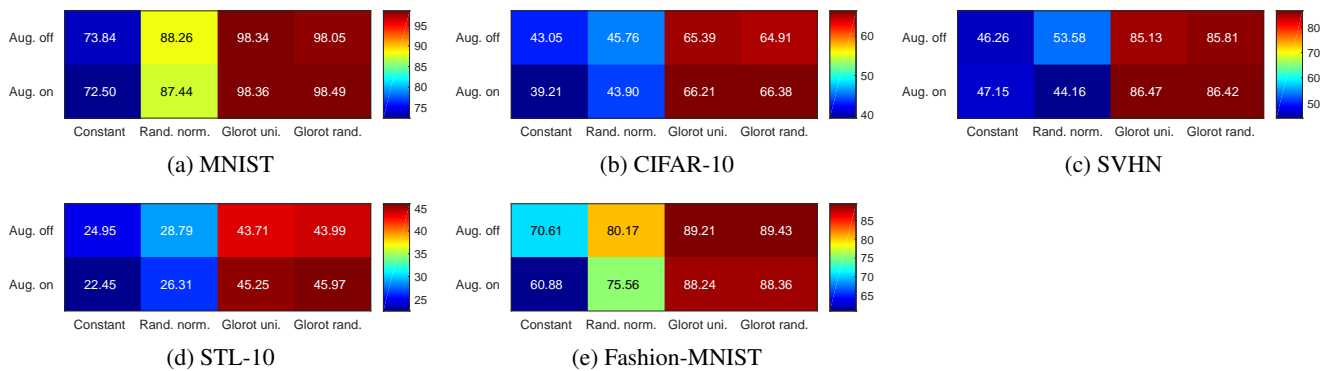 Aug. off 73.84 88.26 98.34 98.05
Aug. on 72.50 87.44 98.36 98.49
Constant Rand. norm. Glorot uni. Glorot rand.
95
90
85
80
75
(a) MNIST
Aug. off 43.05 45.76 65.39 64.91
Aug. on 39.21 43.90 66.21 66.38
Constant Rand. norm. Glorot uni. Glorot rand.
60
50
40
(b) CIFAR-10
Aug. off 46.26 53.58 85.13 85.81
Aug. on 47.15 44.16 86.47 86.42
Constant Rand. norm. Glorot uni. Glorot rand.
80
70
60
50
(c) SVHN
Aug. off 24.95 28.79 43.71 43.99
Aug. on 22.45 26.31 45.25 45.97
Constant Rand. norm. Glorot uni. Glorot rand.
45
40
35
30
25
(d) STL-10
Aug. off 70.61 80.17 89.21 89.43
Aug. on 60.88 75.56 88.24 88.36
Constant Rand. norm. Glorot uni. Glorot rand.
85
80
75
70
65
(e) Fashion-MNIST